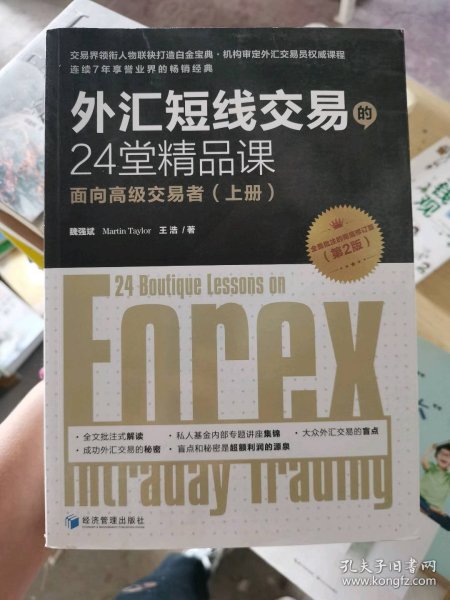 交易界领衔人物联袂打造白金宝典·机构审定外汇交易员权威课程
连续7年享誉业界的畅销经典
外汇短线交易的
24堂精品课
面向高级交易者（上册）
魏强斌 Martin Taylor 王浩/著
全新批注的增值修订版
（第2版）
24 Boutique Lessons on
Forex
·全文批注式解读 ·私人基金内部专题讲座集锦 ·大众外汇交易的盲点
·成功外汇交易的秘密 ·盲点和秘密是超额利润的源泉
Intraday Trading
经济管理出版社
孔夫子旧书网
www.kongfz.com